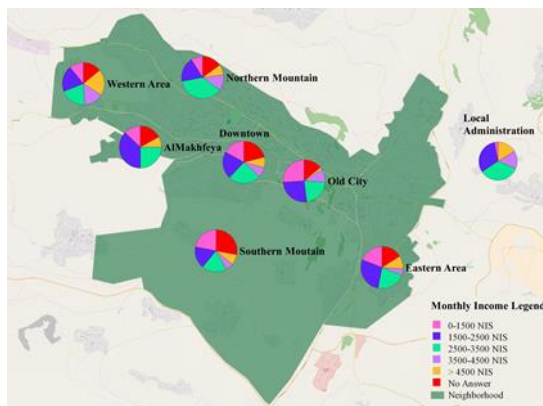 Western Area
Northern Mountain
Local
Administration
Downtown
AlMakhfeya
Old City
Southern Moutain
Eastern Area
Monthly Income Legend
0-1500 NIS
1500-2500 NIS
2500-3500 NIS
3500-4500 NIS
> 4500 NIS
No Answer
Neighborhood